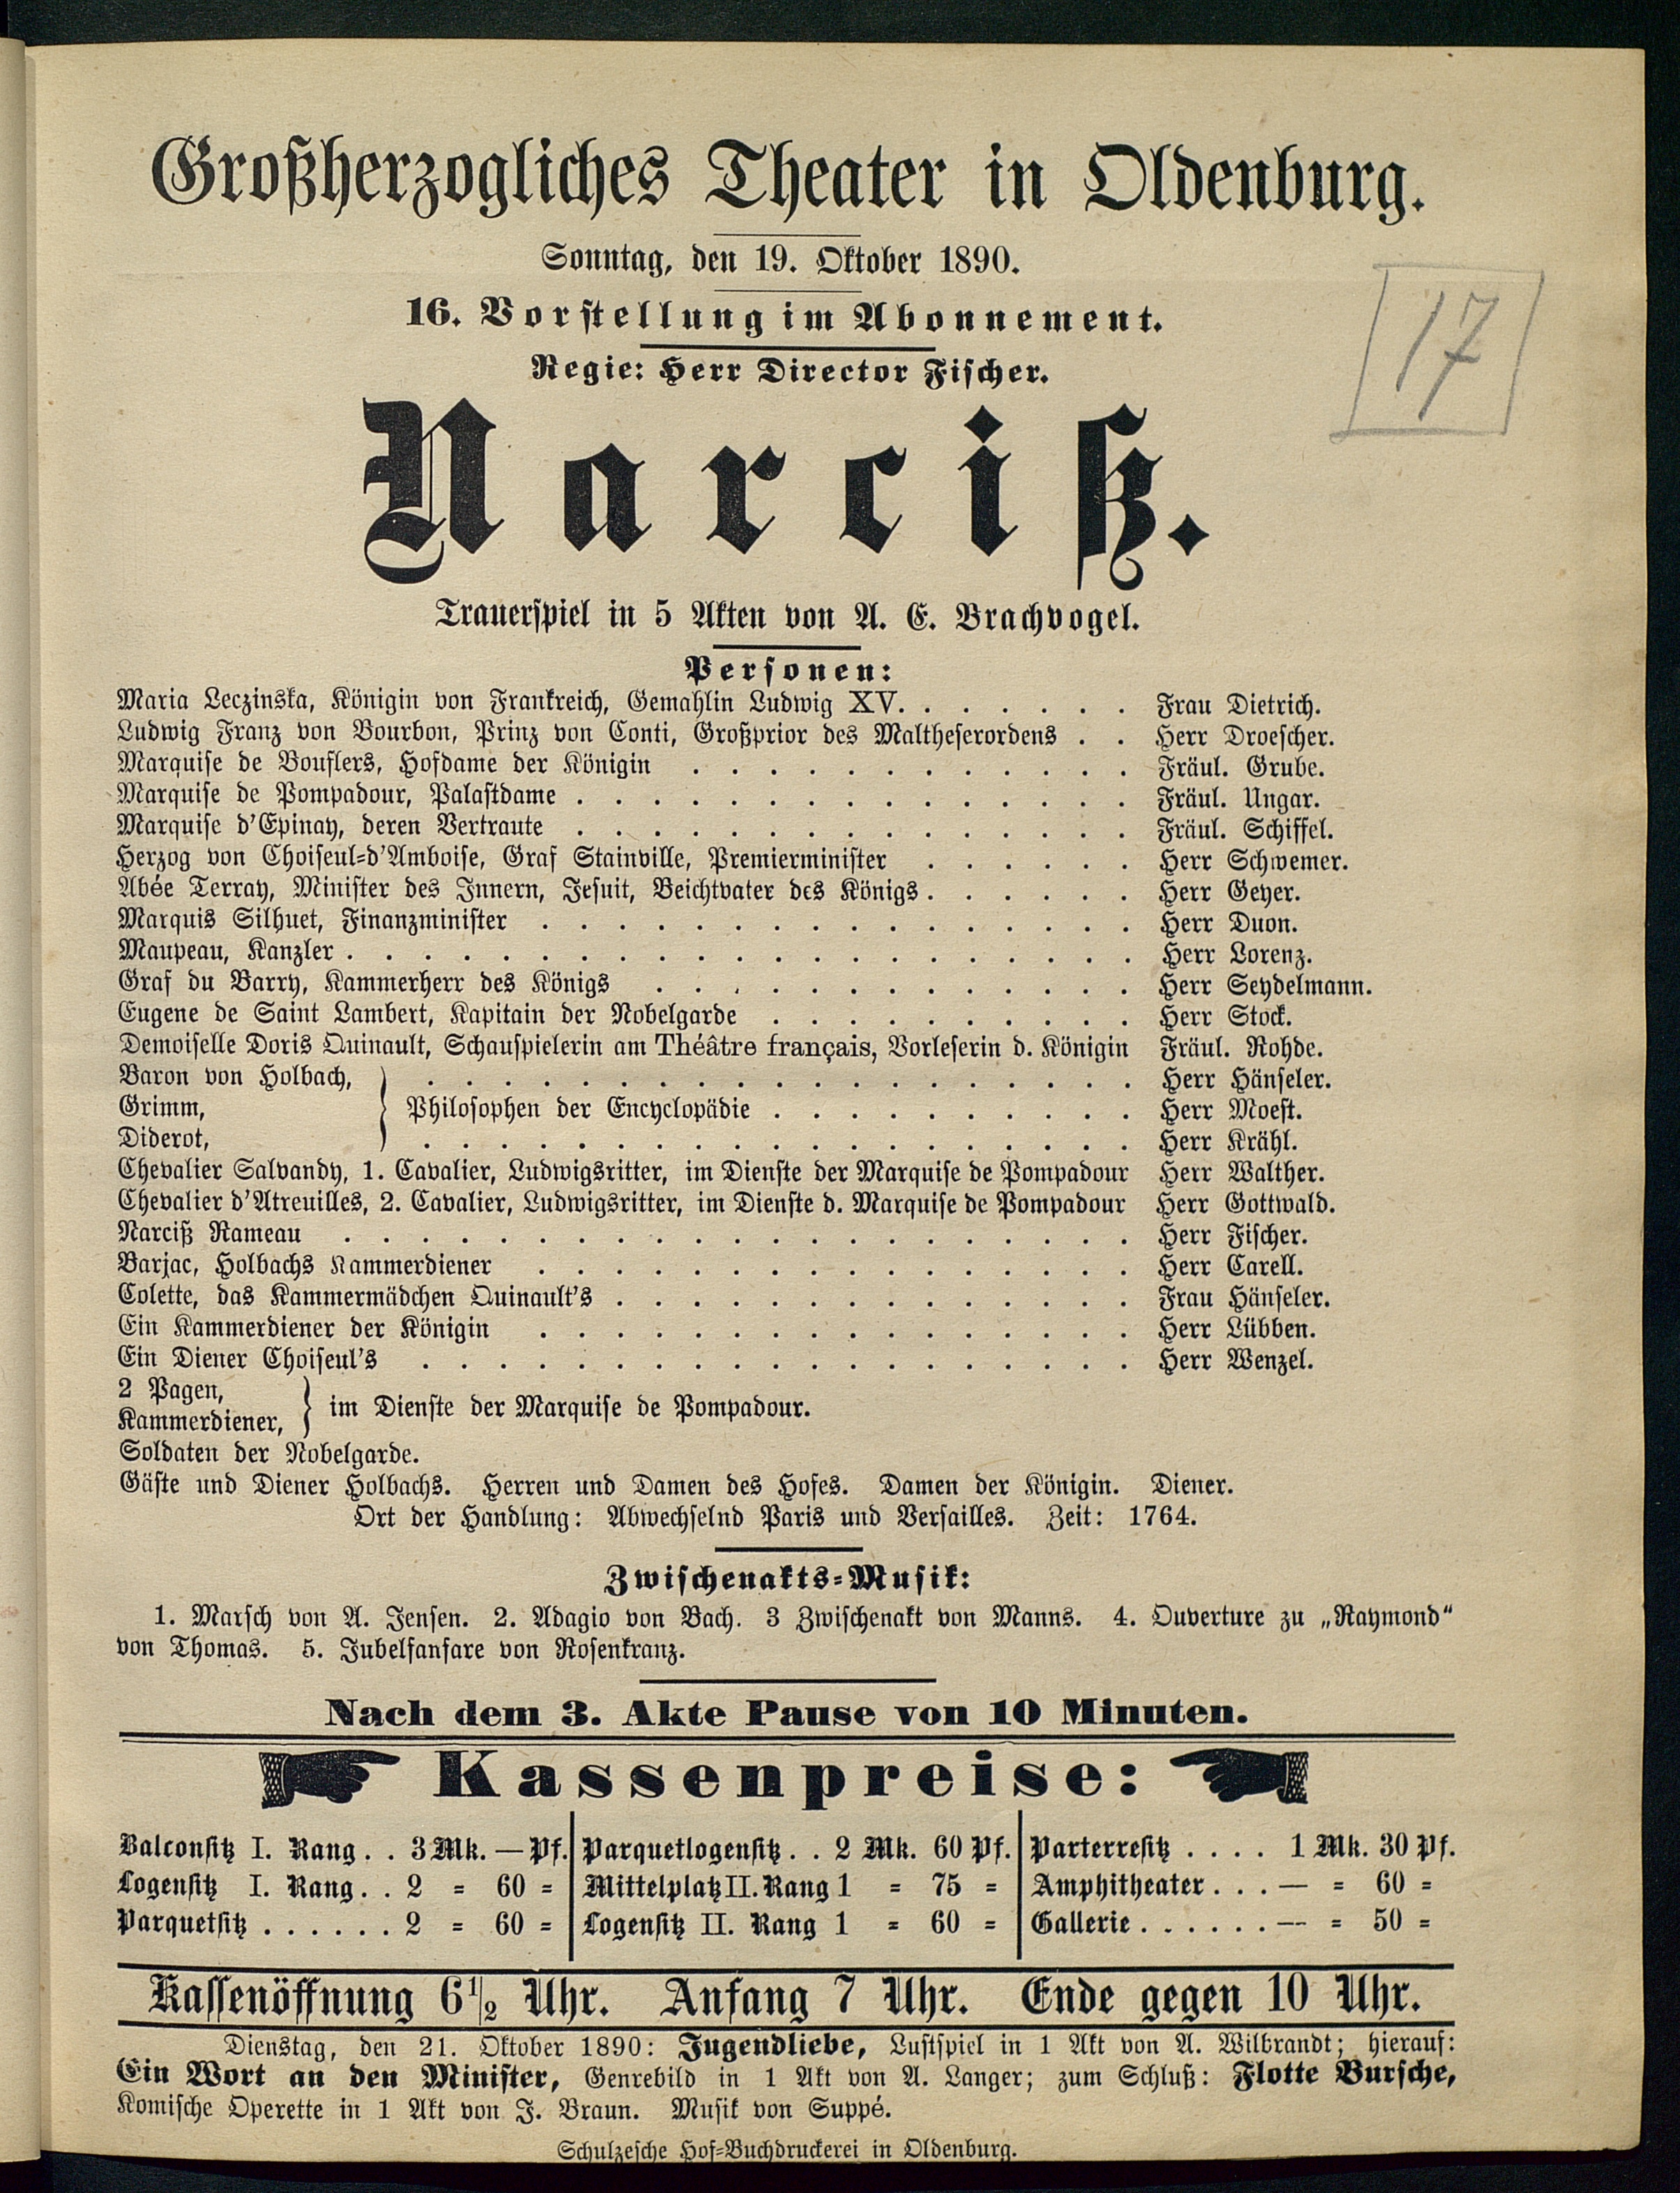 Großherzogliches Theater in Oldenburg.
Sonntag, den 19. Oktober 1890.
16. Vorstellung im Abonnement.
17
Regie: Herr Director Fischer.
Narciß.
Trauerspiel in 5 Akten von A. E. Brachvogel.
Personen:
Maria Leczinska, Königin von Frankreich, Gemahlin Ludwig XV. . . . . . . Frau Dietrich.
Ludwig Franz von Bourbon, Prinz von Conti, Großprior des Maltheserordens . . Herr Droescher.
Marquise de Bouflers, Hofdame der Königin . . . . . . . . . . . . Fräul. Grube.
Marquise de Pompadour, Palastdame . . . . . . . . . . . . . . . Fräul. Ungar.
Marquise d'Epinay, deren Vertraute . . . . . . . . . . . . . . . Fräul. Schiffel.
Herzog von Choiseul-d'Amboise, Graf Stainville, Premierminister . . . . . . Herr Schwemer.
Abée Terray, Minister des Innern, Jesuit, Beichtvater des Königs . . . . . . Herr Geyer.
Marquis Silhuet, Finanzminister . . . . . . . . . . . . . . . . Herr Duon.
Maupeau, Kanzler . . . . . . . . . . . . . . . . . . . . . Herr Lorenz.
Graf du Barry, Kammerherr des Königs . . . . . . . . . . . . . Herr Seydelmann.
Eugene de Saint Lambert, Kapitain der Nobelgarde . . . . . . . . . . Herr Stock.
Demoiselle Doris Quinault, Schauspielerin am Théâtre français, Vorleserin d. Königin Fräul. Rohde.
Baron von Holbach, . . . . . . . . . . . . . . . . . . . Herr Hänseler.
Grimm, Philosophen der Encyclopädie . . . . . . . . . . Herr Moest.
Diderot, . . . . . . . . . . . . . . . . . . . Herr Krähl.
Chevalier Salvandy, 1. Cavalier, Ludwigsritter, im Dienste der Marquise de Pompadour Herr Walther.
Chevalier d'Atreuilles, 2. Cavalier, Ludwigsritter, im Dienste d. Marquise de Pompadour Herr Gottwald.
Narciß Rameau . . . . . . . . . . . . . . . . . . . . . Herr Fischer.
Barjac, Holbachs Kammerdiener . . . . . . . . . . . . . . . . Herr Carell.
Colette, das Kammermädchen Quinault's . . . . . . . . . . . . . . Frau Hänseler.
Ein Kammerdiener der Königin . . . . . . . . . . . . . . . . Herr Lübben.
Ein Diener Choiseul's . . . . . . . . . . . . . . . . . . . Herr Wenzel.
2 Pagen,
Kammerdiener, im Dienste der Marquise de Pompadour.
Soldaten der Nobelgarde.
Gäste und Diener Holbachs. Herren und Damen des Hofes. Damen der Königin. Diener.
Ort der Handlung: Abwechselnd Paris und Versailles. Zeit: 1764.
Zwischenakts-Musik:
1. Marsch von A. Jensen. 2. Adagio von Bach. 3 Zwischenakt von Manns. 4. Ouverture zu „Raymond“
von Thomas. 5. Jubelfanfare von Rosenkranz.
Nach dem 3. Akte Pause von 10 Minuten.
Kassenpreise:
Balconsitz I. Rang . . 3 Mk. — Pf. Parquetlogensitz . . 2 Mk. 60 Pf. Parterresitz . . . . 1 Mk. 30 Pf.
Logensitz I. Rang . . 2 = 60 = Mittelplatz II. Rang 1 = 75 = Amphitheater . . . — = 60 =
Parquetsitz . . . . . . 2 = 60 = Logensitz II. Rang 1 = 60 = Gallerie . . . . . . — = 50 =
Kassenöffnung 6½ Uhr. Anfang 7 Uhr. Ende gegen 10 Uhr.
Dienstag, den 21. Oktober 1890: Jugendliebe, Lustspiel in 1 Akt von A. Wilbrandt; hierauf:
Ein Wort an den Minister, Genrebild in 1 Akt von A. Langer; zum Schluß: Flotte Bursche,
Komische Operette in 1 Akt von J. Braun. Musik von Suppé.
Schulzesche Hof-Buchdruckerei in Oldenburg.